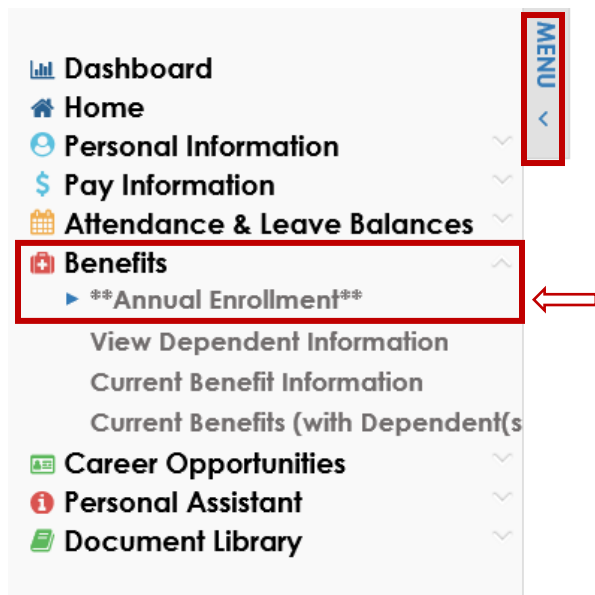 MENU
Dashboard
Home
Personal Information
Pay Information
Attendance & Leave Balances
Benefits
**Annual Enrollment**
View Dependent Information
Current Benefit Information
Current Benefits (with Dependent(s
Career Opportunities
Personal Assistant
Document Library